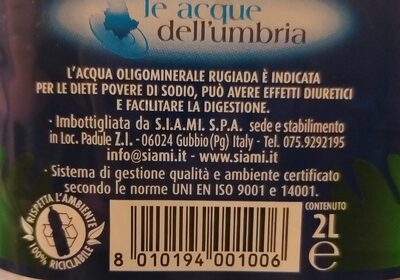 le acque
dell'umbria
L'ACQUA OLIGOMINERALE RUGIADA È INDICATA
PER LE DIETE POVERE DI SODIO, PUÒ AVERE EFFETTI DIURETICI
E FACILITARE LA DIGESTIONE.
· Imbottigliata da S.I.A.MI. S.P.A. sede e stabilimento
in Loc. Padule Z.I. - 06024 Gubbio(Pg) Italy - Tel. 075.9292195
info@siami.it - www.siami.it
· Sistema di gestione qualità e ambiente certificato
secondo le norme UNI EN ISO 9001 e 14001.
RISPETTA L'AMBIENTE
100% RICICLABILE
8 010194 001006
CONTENUTO
2L
e